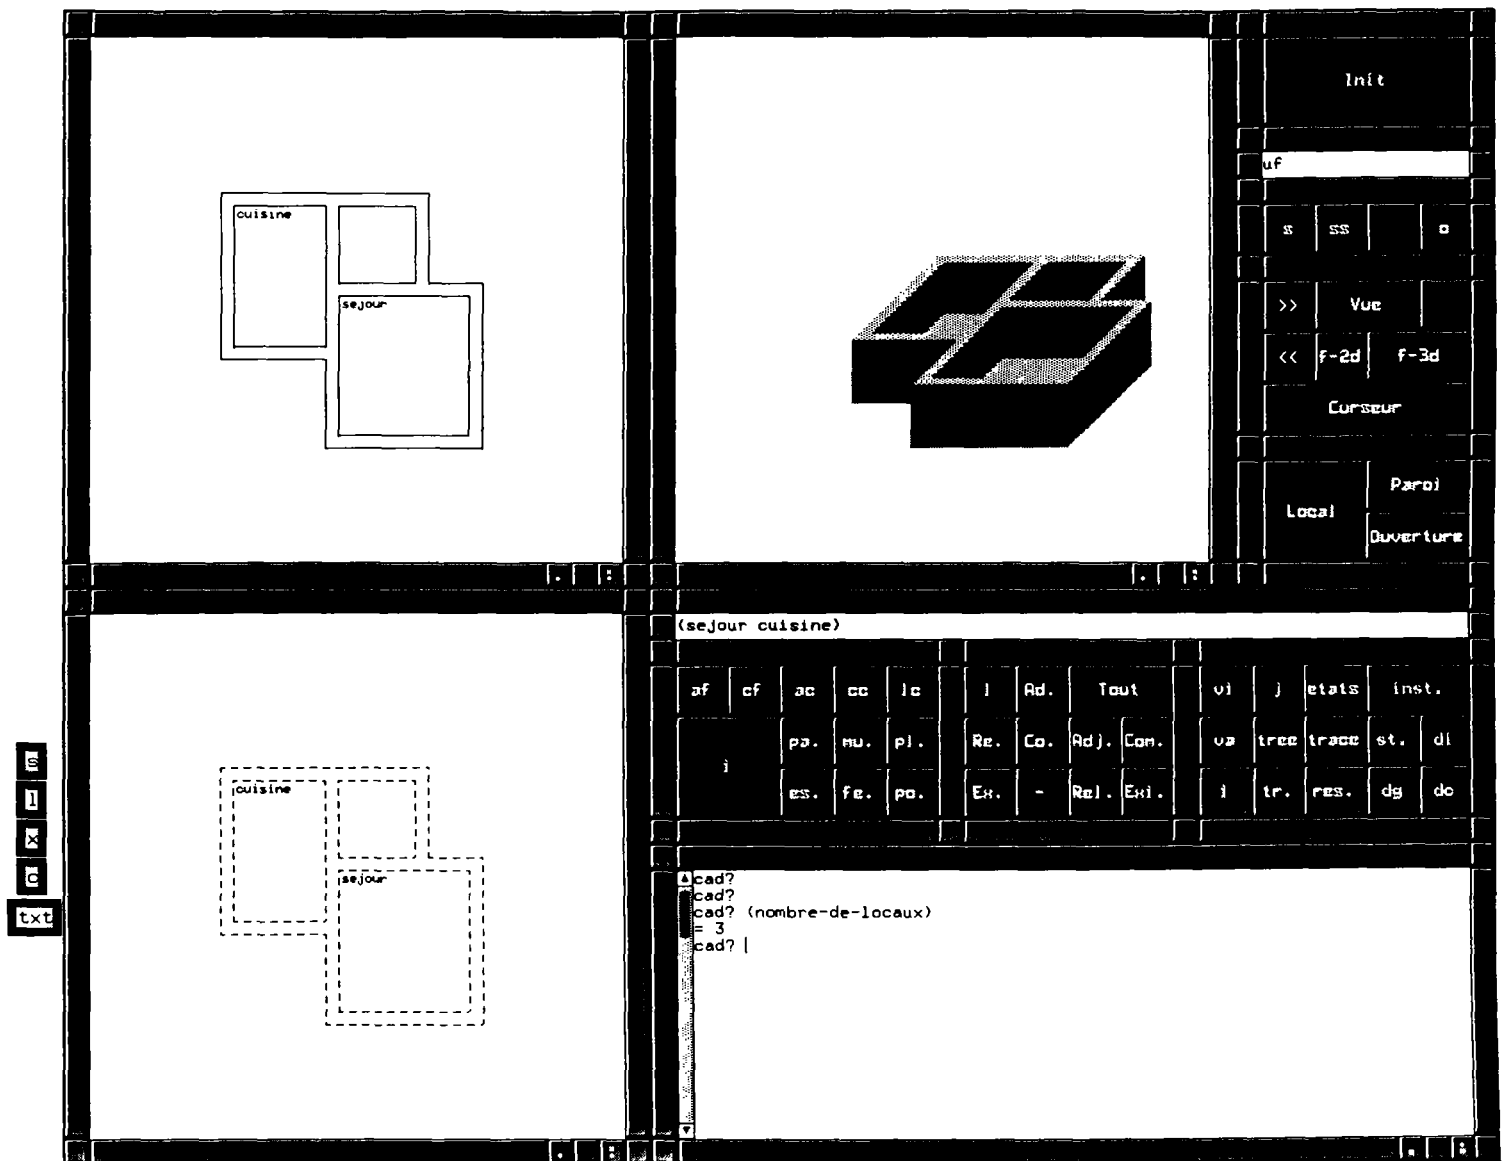 cuisine
sejour
Init
uf
s ss o
>> Vue
<< f-2d f-3d
Curseur
Local
Paroi
Ouverture
cuisine
sejour
s
l
x
c
txt
(sejour cuisine)
af cf ac cc lc
pa. mu. pl.
i
es. fe. po.
l Ad. Tout
Re. Co. Adj. Com.
Ex. - Rel. Exi.
vl j etats inst.
va tree trace st. dl
i tr. res. dg dc
cad?
cad?
cad? (nombre-de-locaux)
= 3
cad?